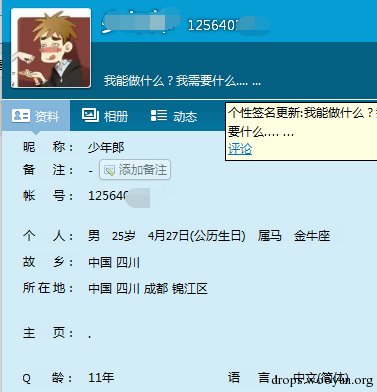 125640
我能做什么？我需要什么.... ...
资料 相册 动态
个性签名更新:我能做什么？
要什么.... ...
评论
昵 称： 少年郎
备 注： - 添加备注
帐 号： 125640
个 人： 男 25岁 4月27日(公历生日) 属马 金牛座
故 乡： 中国 四川
所在地： 中国 四川 成都 锦江区
主 页： .
Q 龄： 11年 语 言 中文(简体)
drops.wooyun.org